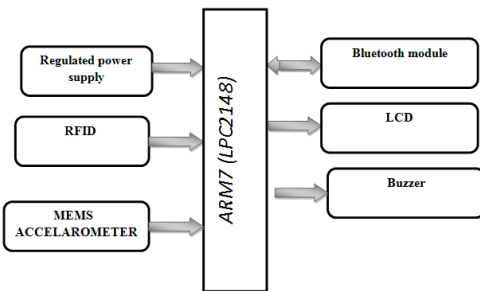 Regulated power
supply
RFID
MEMS
ACCELAROMETER
ARM7 (LPC2148)
Bluetooth module
LCD
Buzzer